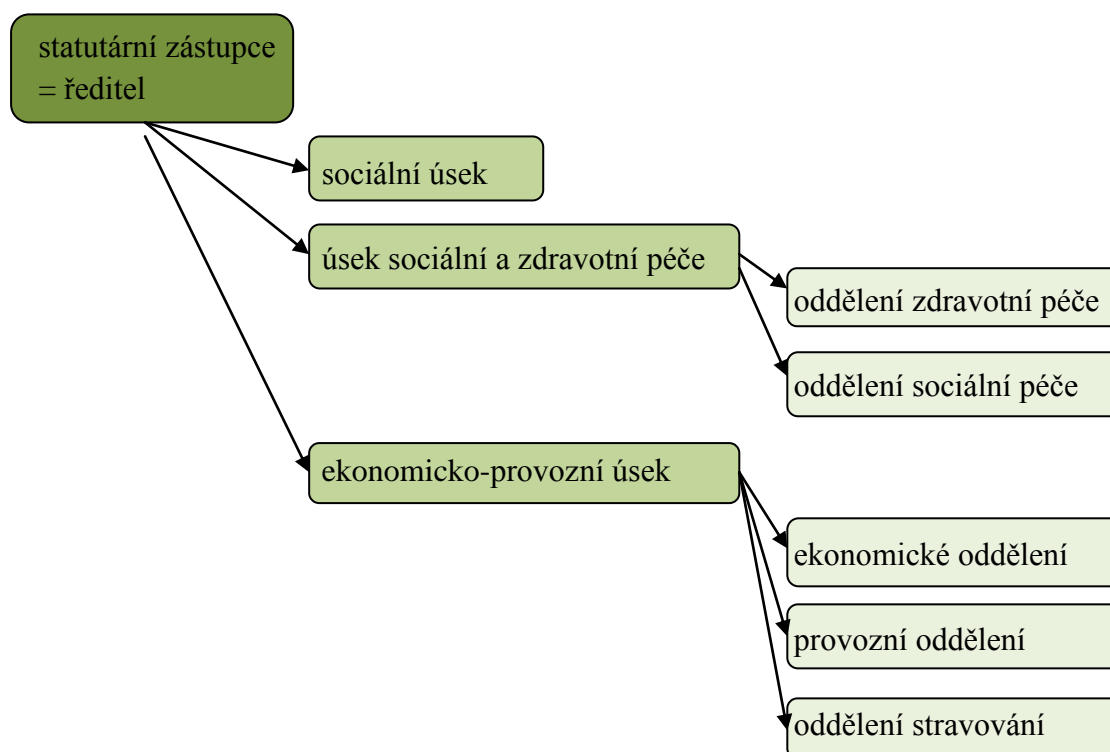 statutární zástupce
= ředitel
sociální úsek
úsek sociální a zdravotní péče
oddělení zdravotní péče
oddělení sociální péče
ekonomicko-provozní úsek
ekonomické oddělení
provozní oddělení
oddělení stravování